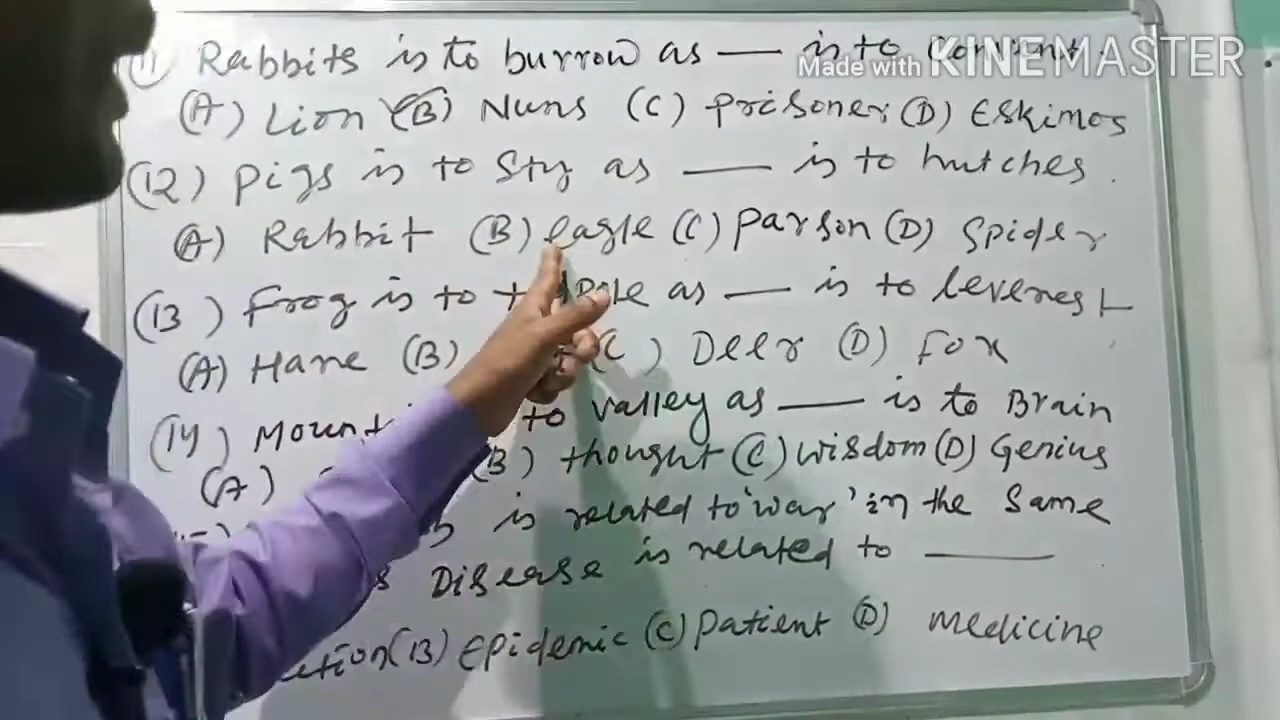 11) Rabbits is to burrow as — is to
Made with KINEMASTER
(A) Lion (B) Nuns (C) Prisoner (D) Eskimos
(12) Pigs is to Sty as — is to hutches.
(A) Rabbit (B) eagle (C) Parson (D) Spider
(13) Frog is to as — is to leverest
(A) Hare (B) (C) Deer (D) Fox
(14) to valley as — is to Brain
(A) (B) thought (C) wisdom (D) Genius
is related to 'war' in the Same
Disease is related to —
(B) Epidemic (C) Patient (D) medicine